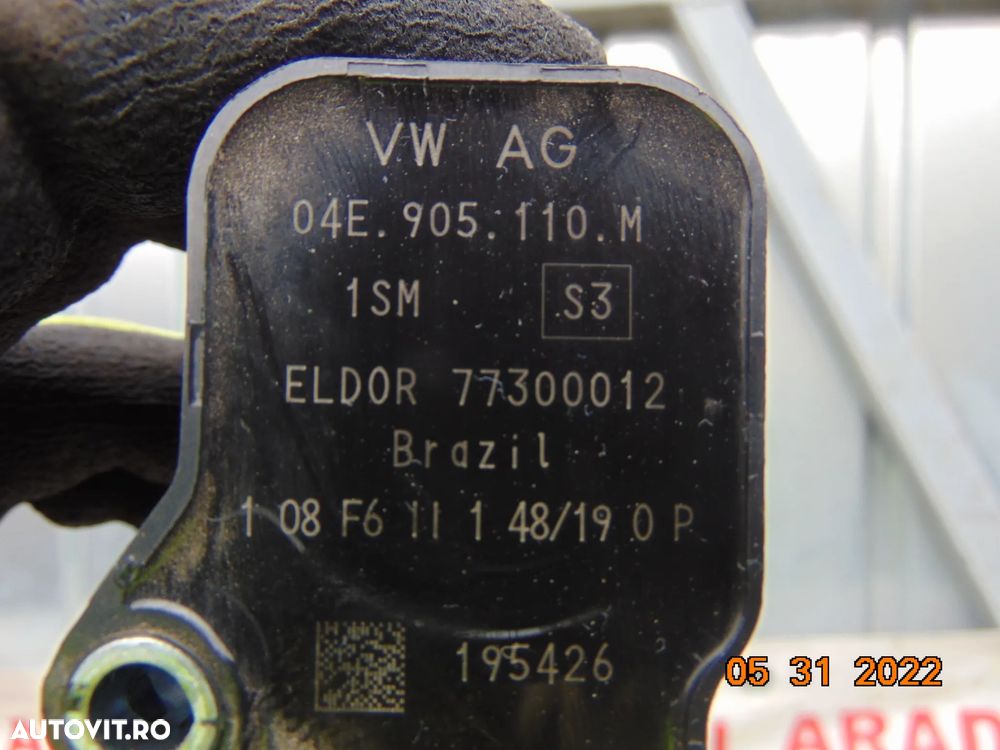 VW AG
04E.905.110.M
1SM S3
ELDOR 77300012
Brazil
1 08 F6 11 1 48/19 0 P
195426
05 31 2022
AUTOVIT.RO
ARAD